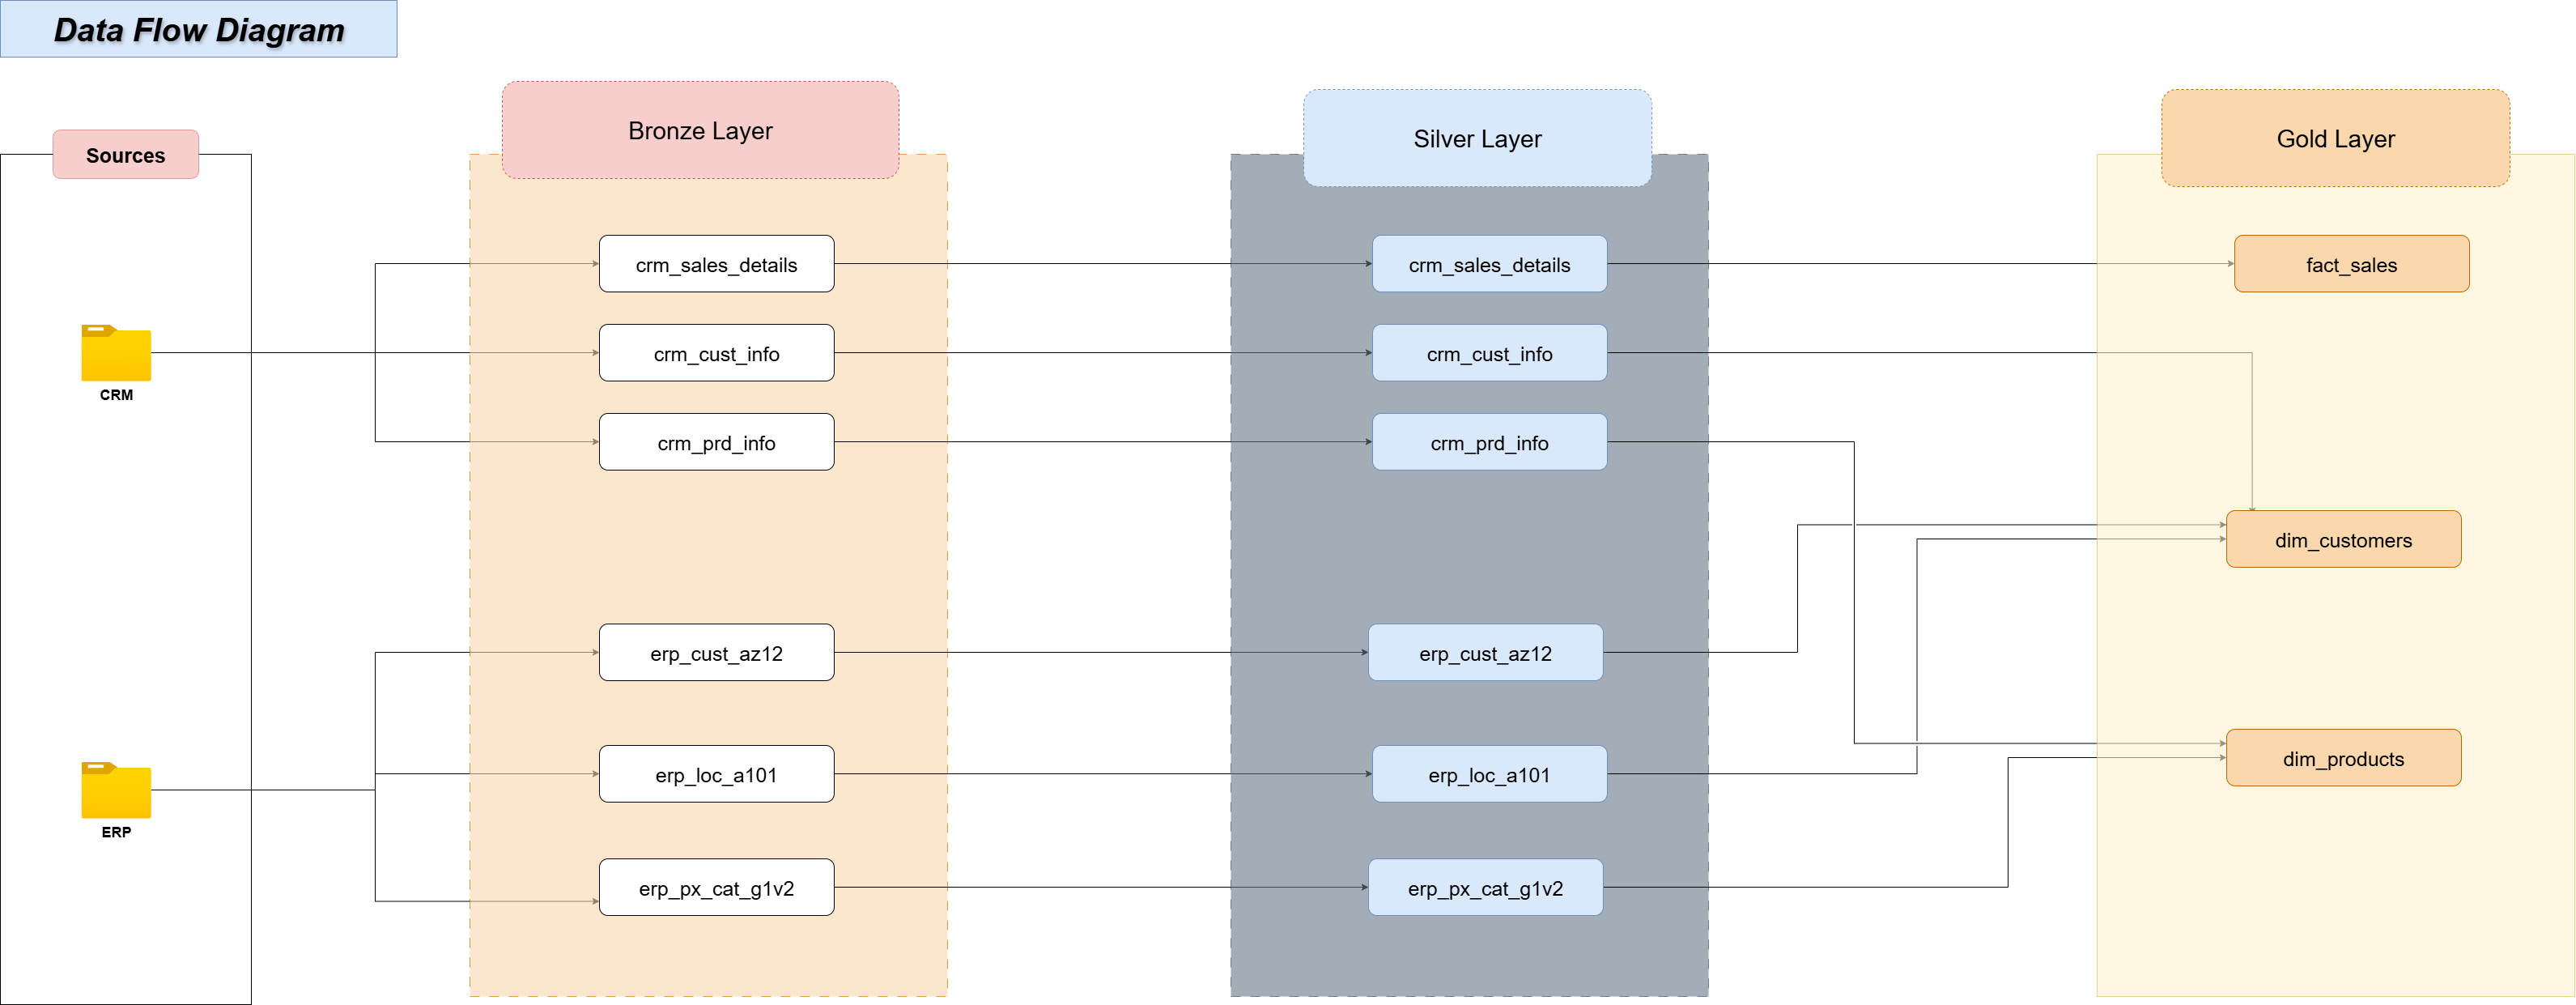 Data Flow Diagram
Sources
Bronze Layer
Silver Layer
Gold Layer
crm_sales_details
crm_sales_details
fact_sales
CRM
crm_cust_info
crm_cust_info
crm_prd_info
crm_prd_info
dim_customers
erp_cust_az12
erp_cust_az12
ERP
erp_loc_a101
erp_loc_a101
dim_products
erp_px_cat_g1v2
erp_px_cat_g1v2